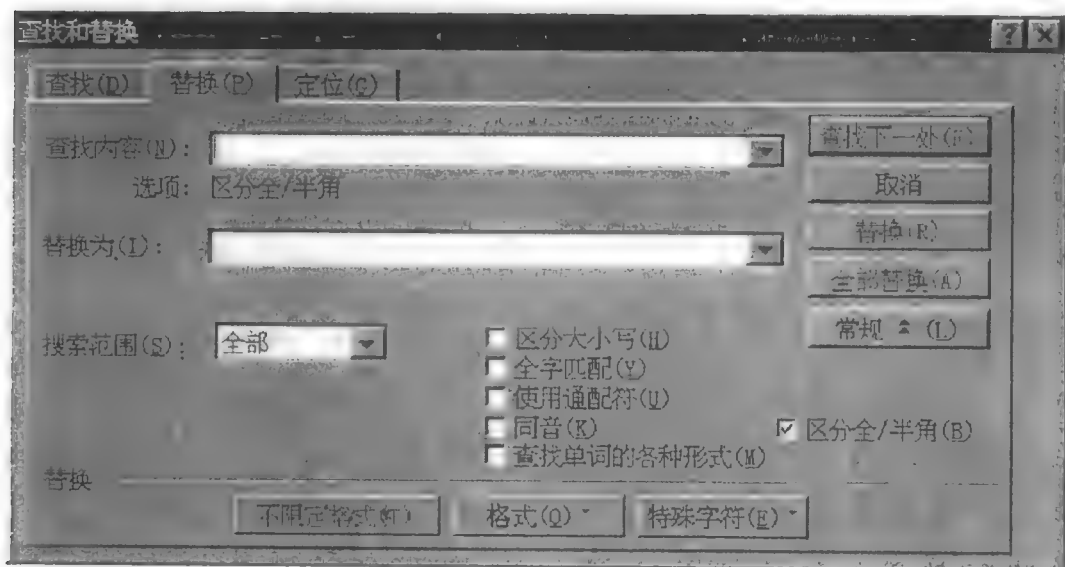 查找和替换
查找(D) 替换(P) 定位(G)
查找内容(N): 查找下一处(F)
选项: 区分全/半角 取消
替换为(I): 替换(R)
全部替换(A)
搜索范围(S): 全部 区分大小写(H) 常规 (L)
全字匹配(Y)
使用通配符(U)
同音(K) 区分全/半角(B)
查找单词的各种形式(M)
替换
不限定格式(T) 格式(O) 特殊字符(E)